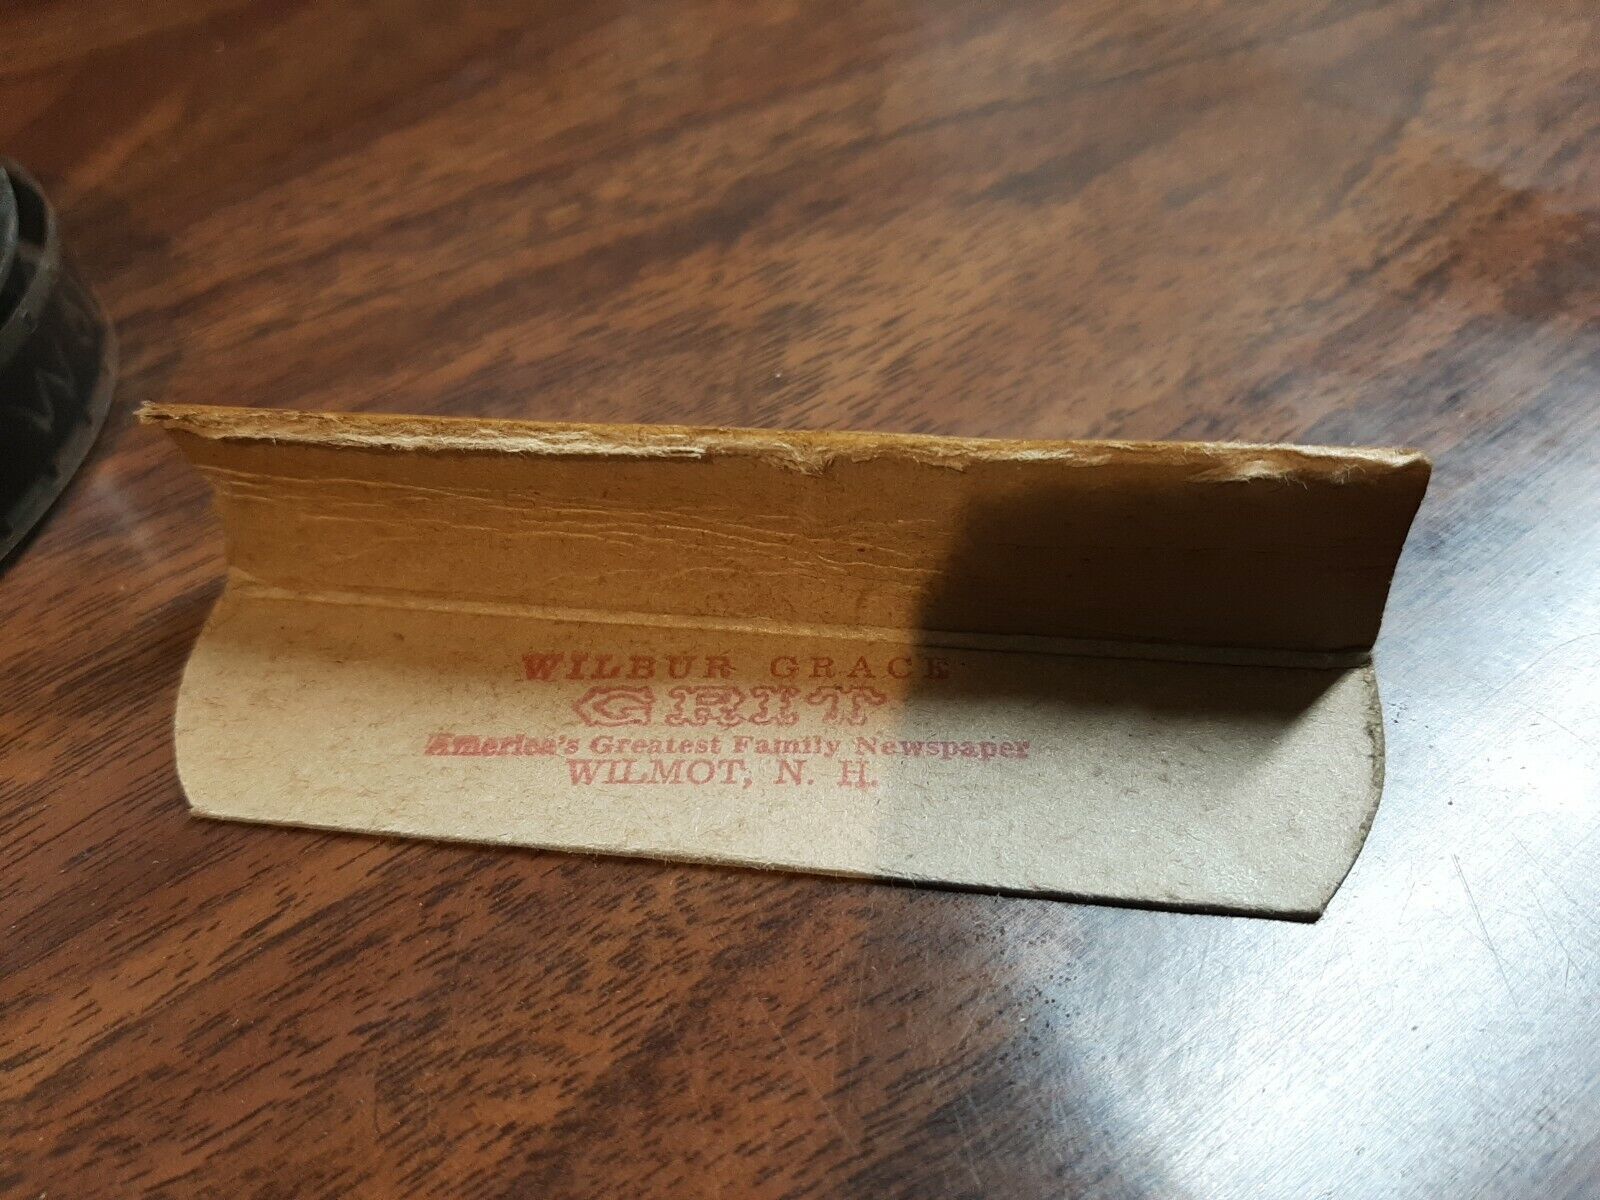 WILBUR GRACE
GRIT
America's Greatest Family Newspaper
WILMOT, N. H.